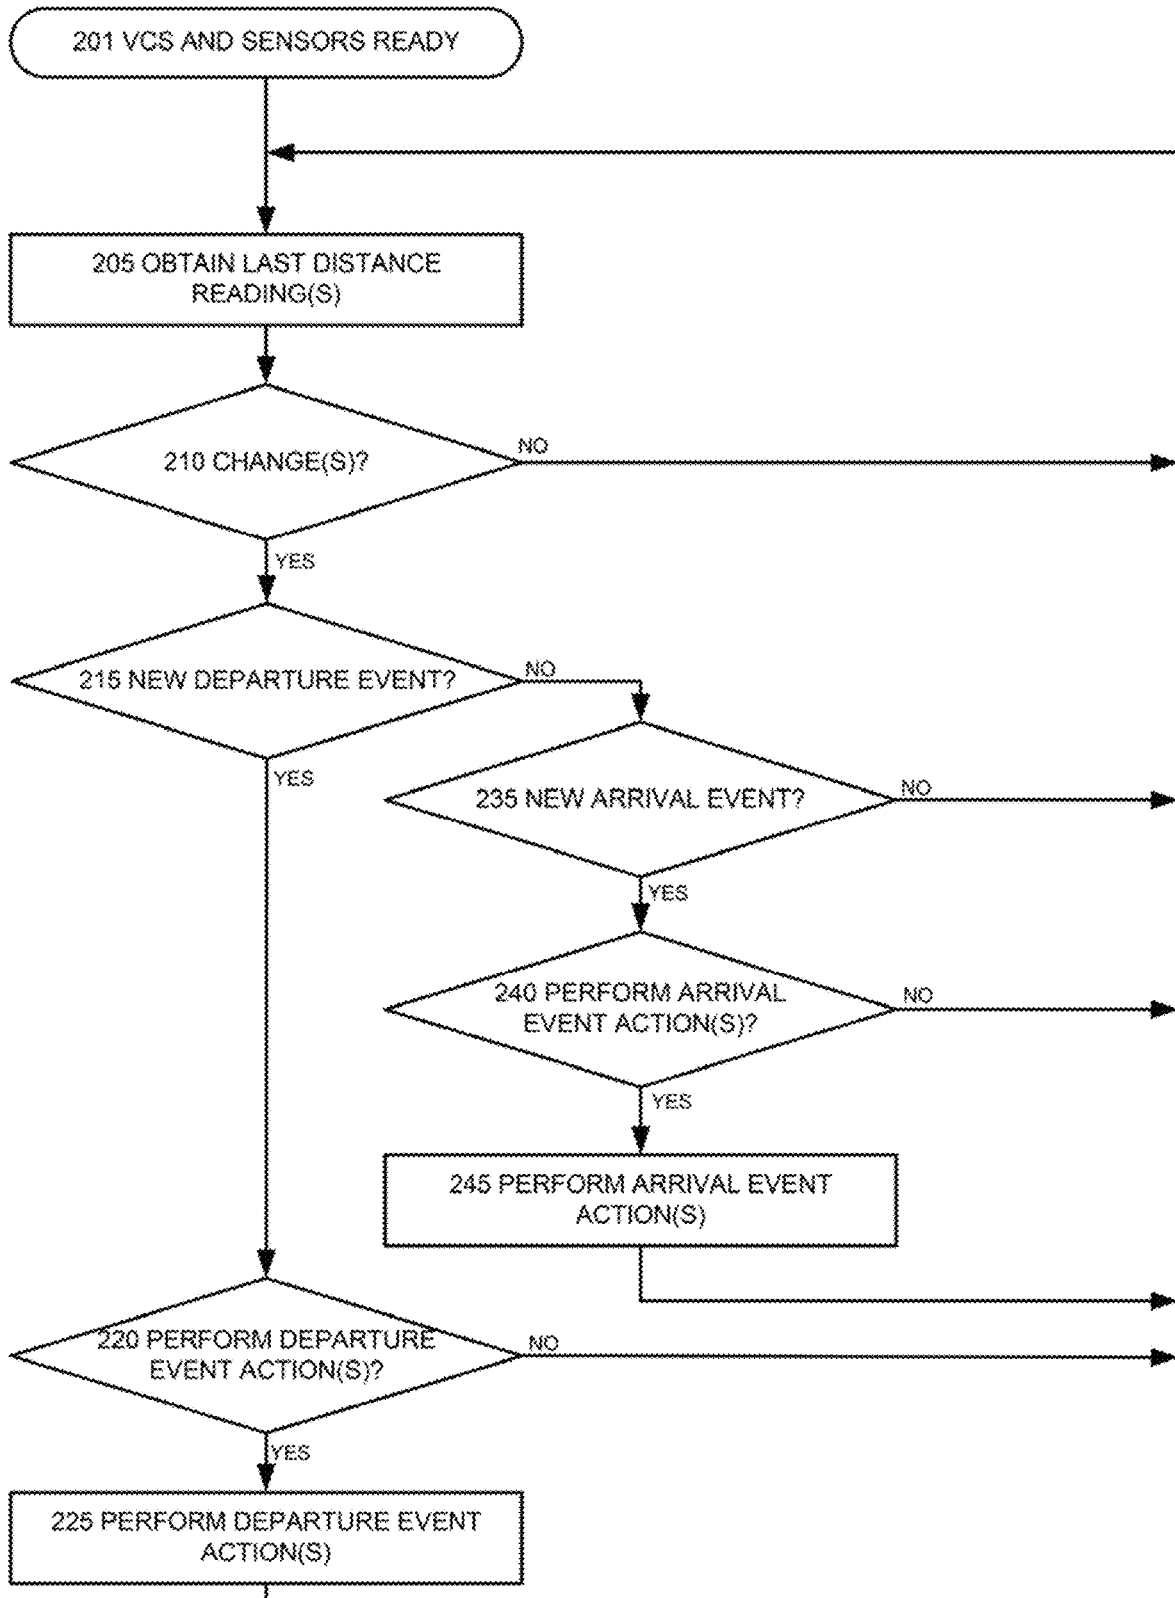 201 VCS AND SENSORS READY
205 OBTAIN LAST DISTANCE
READING(S)
210 CHANGE(S)?
NO
YES
215 NEW DEPARTURE EVENT?
NO
YES
235 NEW ARRIVAL EVENT?
NO
YES
240 PERFORM ARRIVAL
EVENT ACTION(S)?
NO
YES
245 PERFORM ARRIVAL EVENT
ACTION(S)
220 PERFORM DEPARTURE
EVENT ACTION(S)?
NO
YES
225 PERFORM DEPARTURE EVENT
ACTION(S)